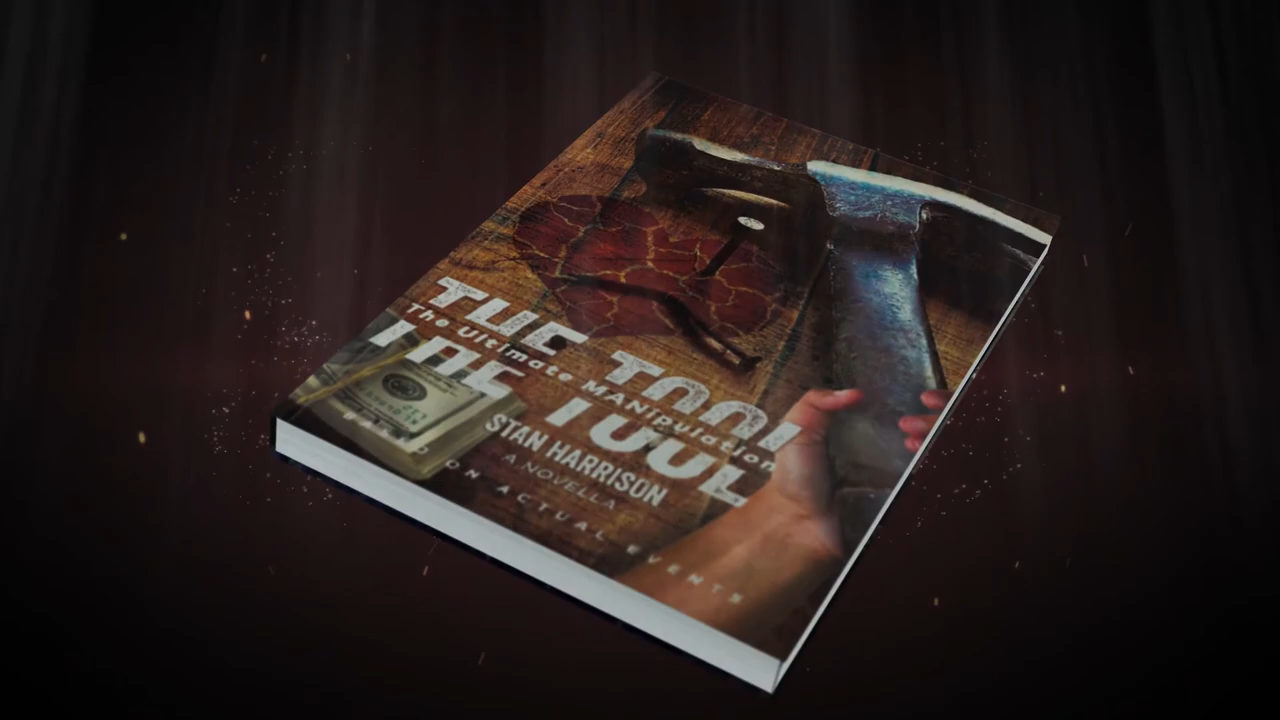 THE TOOL
The Ultimate MANipulation
STAN HARRISON
A NOVELLA
ON ACTUAL EVENTS